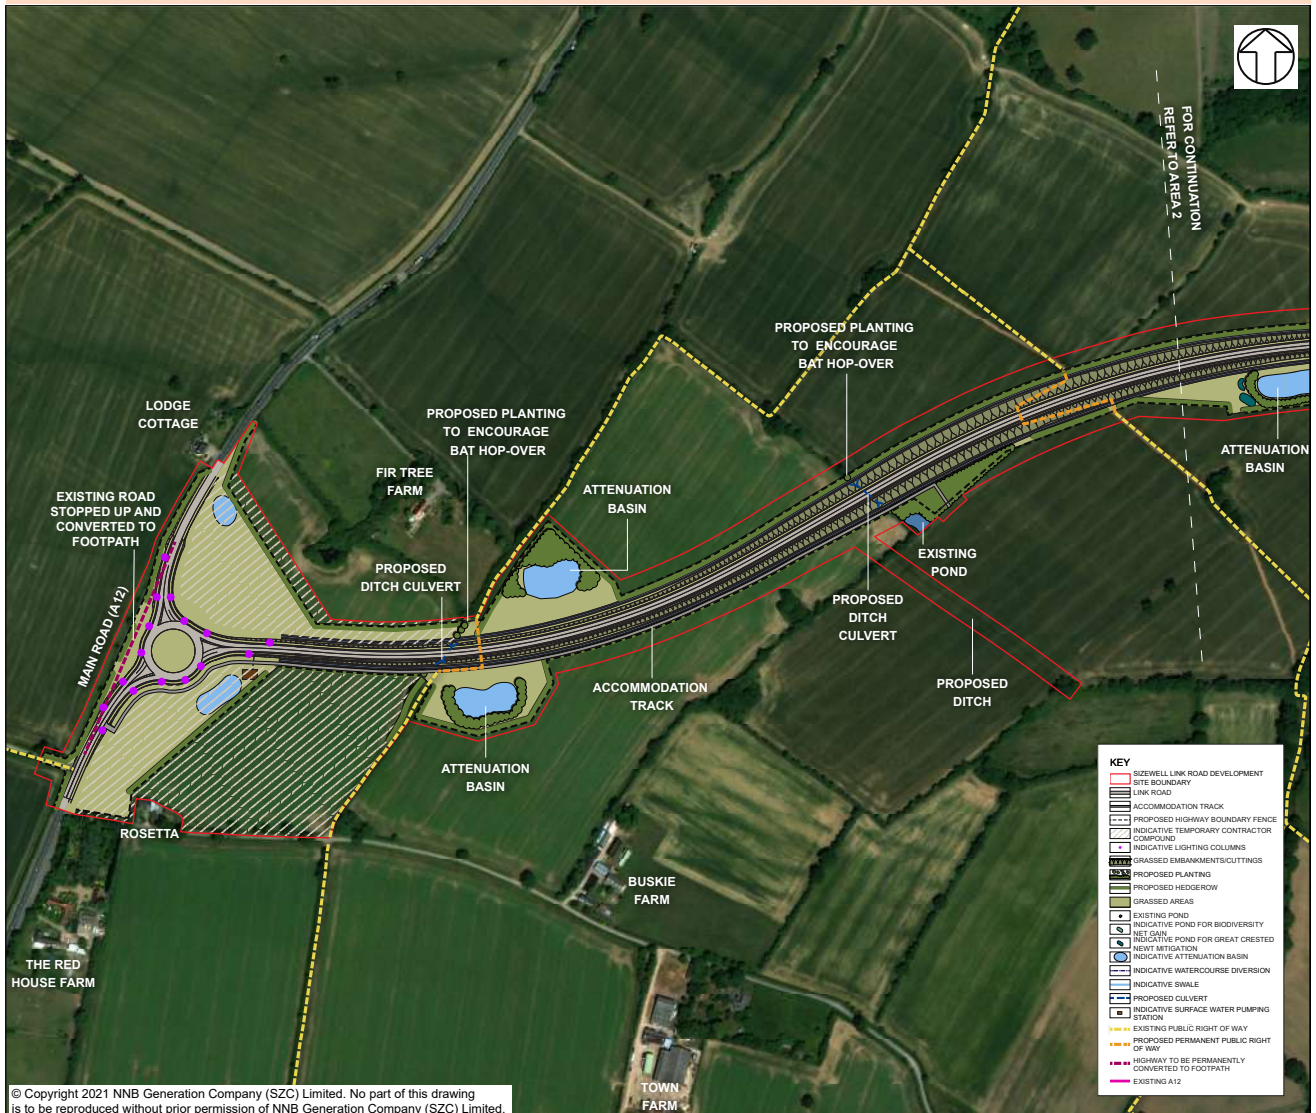 FOR CONTINUATION
REFER TO AREA 2
PROPOSED PLANTING
TO ENCOURAGE
BAT HOP-OVER
LODGE
COTTAGE
PROPOSED PLANTING
TO ENCOURAGE
BAT HOP-OVER
FIR TREE
FARM
ATTENUATION
BASIN
ATTENUATION
BASIN
EXISTING ROAD
STOPPED UP AND
CONVERTED TO
FOOTPATH
PROPOSED
DITCH CULVERT
EXISTING
POND
PROPOSED
DITCH
CULVERT
MAIN ROAD (A12)
ACCOMMODATION
TRACK
PROPOSED
DITCH
ATTENUATION
BASIN
ROSETTA
BUSKIE
FARM
THE RED
HOUSE FARM
TOWN
FARM
KEY
SIZEWELL LINK ROAD DEVELOPMENT
SITE BOUNDARY
LINK ROAD
ACCOMMODATION TRACK
PROPOSED HIGHWAY BOUNDARY FENCE
INDICATIVE TEMPORARY CONTRACTOR
COMPOUND
INDICATIVE LIGHTING COLUMNS
GRASSED EMBANKMENTS/CUTTINGS
PROPOSED PLANTING
PROPOSED HEDGEROW
GRASSED AREAS
EXISTING POND
INDICATIVE POND FOR BIODIVERSITY
NET GAIN
INDICATIVE POND FOR GREAT CRESTED
NEWT MITIGATION
INDICATIVE ATTENUATION BASIN
INDICATIVE WATERCOURSE DIVERSION
INDICATIVE SWALE
PROPOSED CULVERT
INDICATIVE SURFACE WATER PUMPING
STATION
EXISTING PUBLIC RIGHT OF WAY
PROPOSED PERMANENT PUBLIC RIGHT
OF WAY
HIGHWAY TO BE PERMANENTLY
CONVERTED TO FOOTPATH
EXISTING A12
© Copyright 2021 NNB Generation Company (SZC) Limited. No part of this drawing
is to be reproduced without prior permission of NNB Generation Company (SZC) Limited.